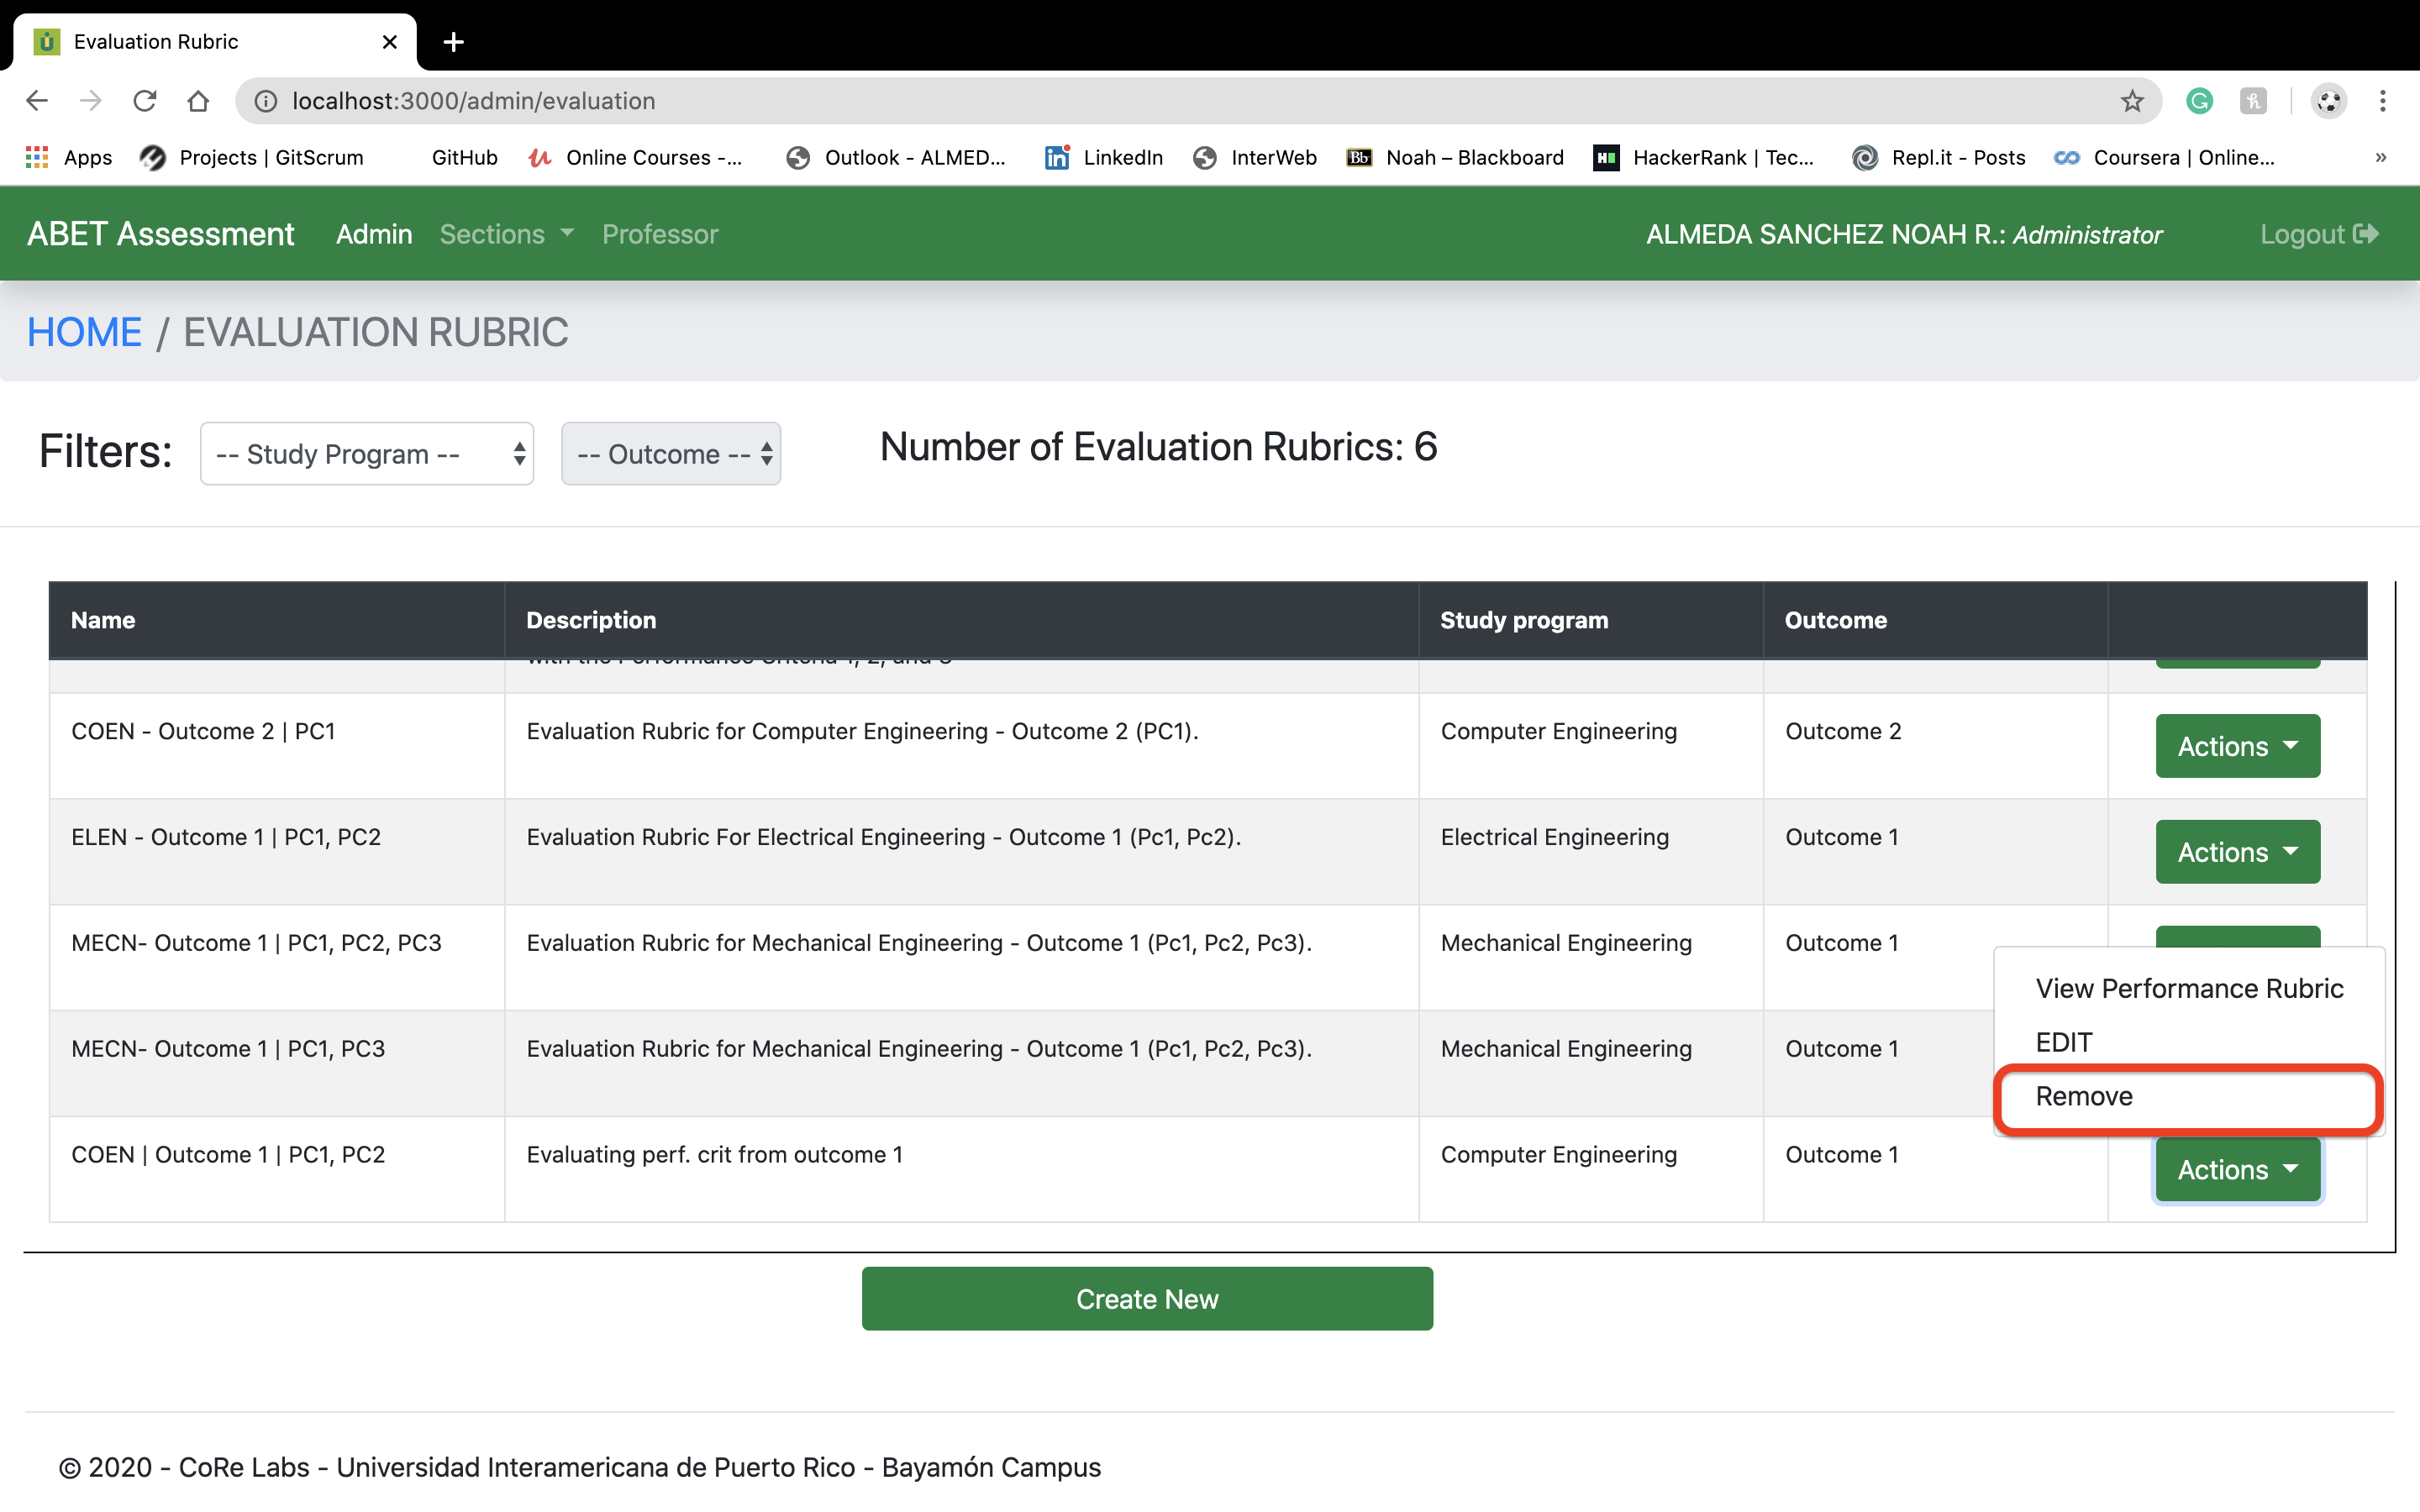 Evaluation Rubric
localhost:3000/admin/evaluation
Apps Projects | GitScrum GitHub Online Courses -... Outlook - ALMED... LinkedIn InterWeb Noah – Blackboard HackerRank | Tec... Repl.it - Posts Coursera | Online... »
ABET Assessment Admin Sections Professor ALMEDA SANCHEZ NOAH R.: Administrator Logout
HOME / EVALUATION RUBRIC
Filters: -- Study Program -- -- Outcome -- Number of Evaluation Rubrics: 6
Name Description Study program Outcome
with the Performance Criteria 1, 2, and 3
COEN - Outcome 2 | PC1 Evaluation Rubric for Computer Engineering - Outcome 2 (PC1). Computer Engineering Outcome 2 Actions
ELEN - Outcome 1 | PC1, PC2 Evaluation Rubric For Electrical Engineering - Outcome 1 (Pc1, Pc2). Electrical Engineering Outcome 1 Actions
MECN- Outcome 1 | PC1, PC2, PC3 Evaluation Rubric for Mechanical Engineering - Outcome 1 (Pc1, Pc2, Pc3). Mechanical Engineering Outcome 1
View Performance Rubric
EDIT
MECN- Outcome 1 | PC1, PC3 Evaluation Rubric for Mechanical Engineering - Outcome 1 (Pc1, Pc2, Pc3). Mechanical Engineering Outcome 1
Remove
COEN | Outcome 1 | PC1, PC2 Evaluating perf. crit from outcome 1 Computer Engineering Outcome 1 Actions
Create New
© 2020 - CoRe Labs - Universidad Interamericana de Puerto Rico - Bayamón Campus